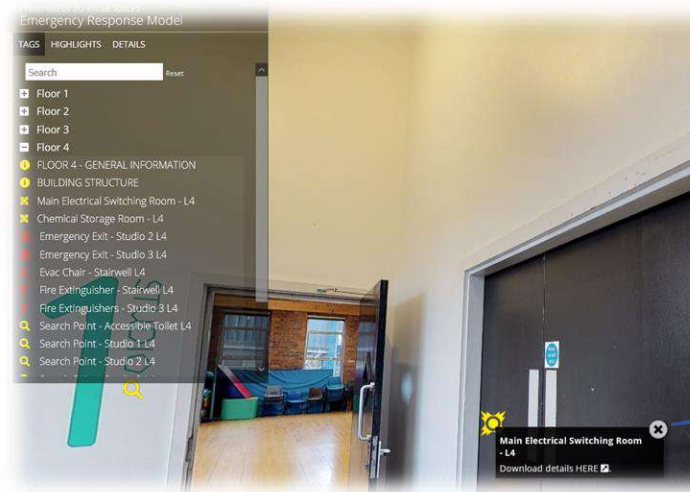 Emergency Response Model
TAGS HIGHLIGHTS DETAILS
Search Reset
Floor 1
Floor 2
Floor 3
Floor 4
FLOOR 4 - GENERAL INFORMATION
BUILDING STRUCTURE
Main Electrical Switching Room - L4
Chemical Storage Room - L4
Emergency Exit - Studio 2 L4
Emergency Exit - Studio 3 L4
Evac Chair - Stairwell L4
Fire Extinguisher - Stairwell L4
Fire Extinguishers - Studio 3 L4
Search Point - Accessible Toilet L4
Search Point - Studio 1 L4
Search Point - Studio 2 L4
Main Electrical Switching Room
- L4
Download details HERE